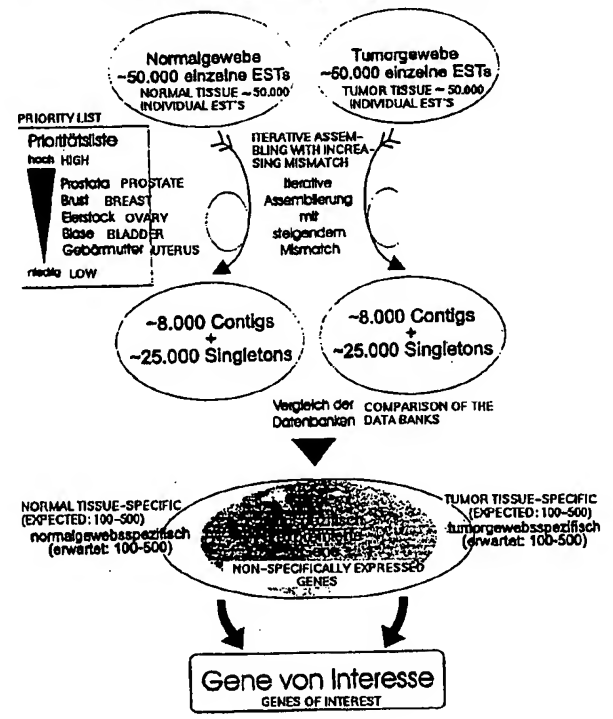 Normalgewebe
~50.000 einzelne ESTs
NORMAL TISSUE ~ 50.000
INDIVIDUAL EST'S
Tumorgewebe
~50.000 einzelne ESTs
TUMOR TISSUE ~ 50.000
INDIVIDUAL EST'S
PRIORITY LIST
Prioritätsliste
hoch HIGH
Prostata PROSTATE
Brust BREAST
Eierstock OVARY
Blase BLADDER
Gebärmutter UTERUS
niedrig LOW
ITERATIVE ASSEM-
BLING WITH INCREA-
SING MISMATCH
Iterative
Assemblierung
mit
steigendem
Mismatch
~8.000 Contigs
+
~25.000 Singletons
~8.000 Contigs
+
~25.000 Singletons
Vergleich der COMPARISON OF THE
Datenbanken DATA BANKS
NORMAL TISSUE-SPECIFIC
(EXPECTED: 100-500)
normalgewebsspezifisch
(erwartet: 100-500)
NON-SPECIFICALLY EXPRESSED
GENES
TUMOR TISSUE-SPECIFIC
(EXPECTED: 100-500)
tumorgewebsspezifisch
(erwartet: 100-500)
Gene von Interesse
GENES OF INTEREST